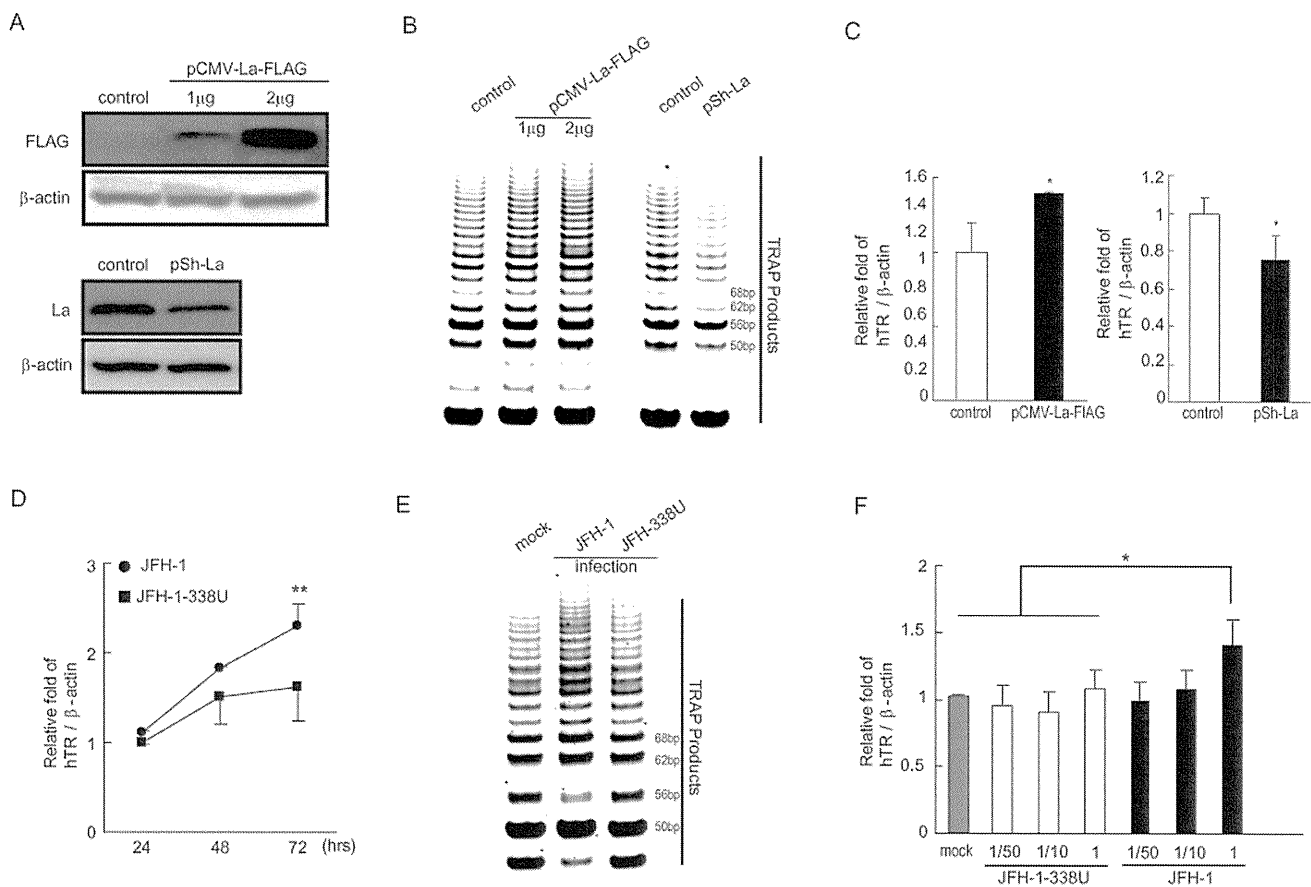 A
pCMV-La-FLAG
control 1μg 2μg
FLAG
β-actin
control pSh-La
La
β-actin
B
control pCMV-La-FLAG control pSh-La
1μg 2μg
68bp
62bp
56bp
50bp
TRAP Products
C
Relative fold of
hTR / β-actin
1.6
1.4
1.2
1
0.8
0.6
0.4
0.2
0
*
control pCMV-La-FlAG
Relative fold of
hTR / β-actin
1.2
1
0.8
0.6
0.4
0.2
0
*
control pSh-La
D
Relative fold of
hTR / β-actin
3
2
1
0
JFH-1
JFH-1-338U
**
24 48 72 (hrs)
E
mock JFH-1 JFH-338U
infection
68bp
62bp
56bp
50bp
TRAP Products
F
Relative fold of
hTR / β-actin
2
1.5
1
0.5
0
*
mock 1/50 1/10 1 1/50 1/10 1
JFH-1-338U JFH-1